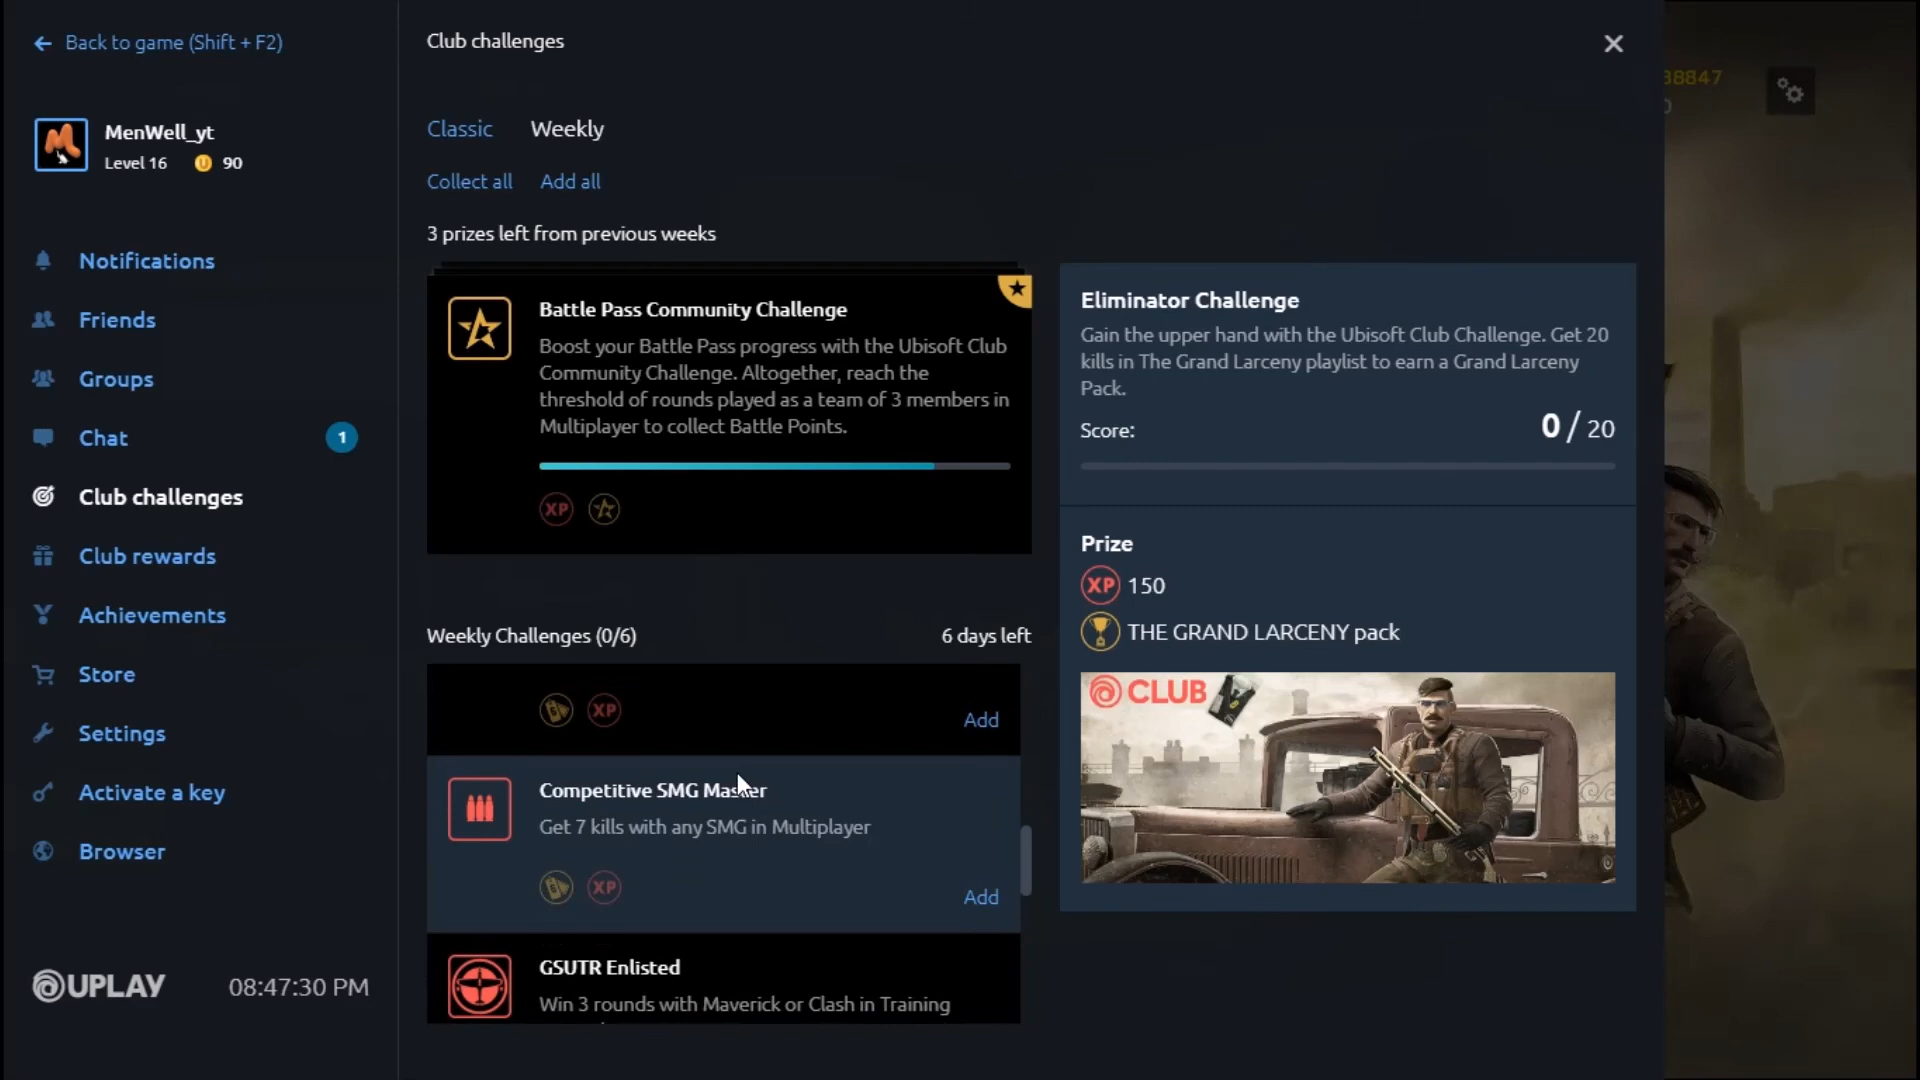 Back to game (Shift + F2)
MenWell_yt
Level 16
90
Notifications
Friends
Groups
Chat
1
Club challenges
Club rewards
Achievements
Store
Settings
Activate a key
Browser
UPLAY
08:47:30 PM
Club challenges
Classic
Weekly
Collect all
Add all
3 prizes left from previous weeks
Battle Pass Community Challenge
Boost your Battle Pass progress with the Ubisoft Club
Community Challenge. Altogether, reach the
threshold of rounds played as a team of 3 members in
Multiplayer to collect Battle Points.
XP
Weekly Challenges (0/6)
6 days left
XP
Add
Competitive SMG Master
Get 7 kills with any SMG in Multiplayer
XP
Add
GSUTR Enlisted
Win 3 rounds with Maverick or Clash in Training
Eliminator Challenge
Gain the upper hand with the Ubisoft Club Challenge. Get 20
kills in The Grand Larceny playlist to earn a Grand Larceny
Pack.
Score:
0 / 20
Prize
XP 150
THE GRAND LARCENY pack
CLUB
38847